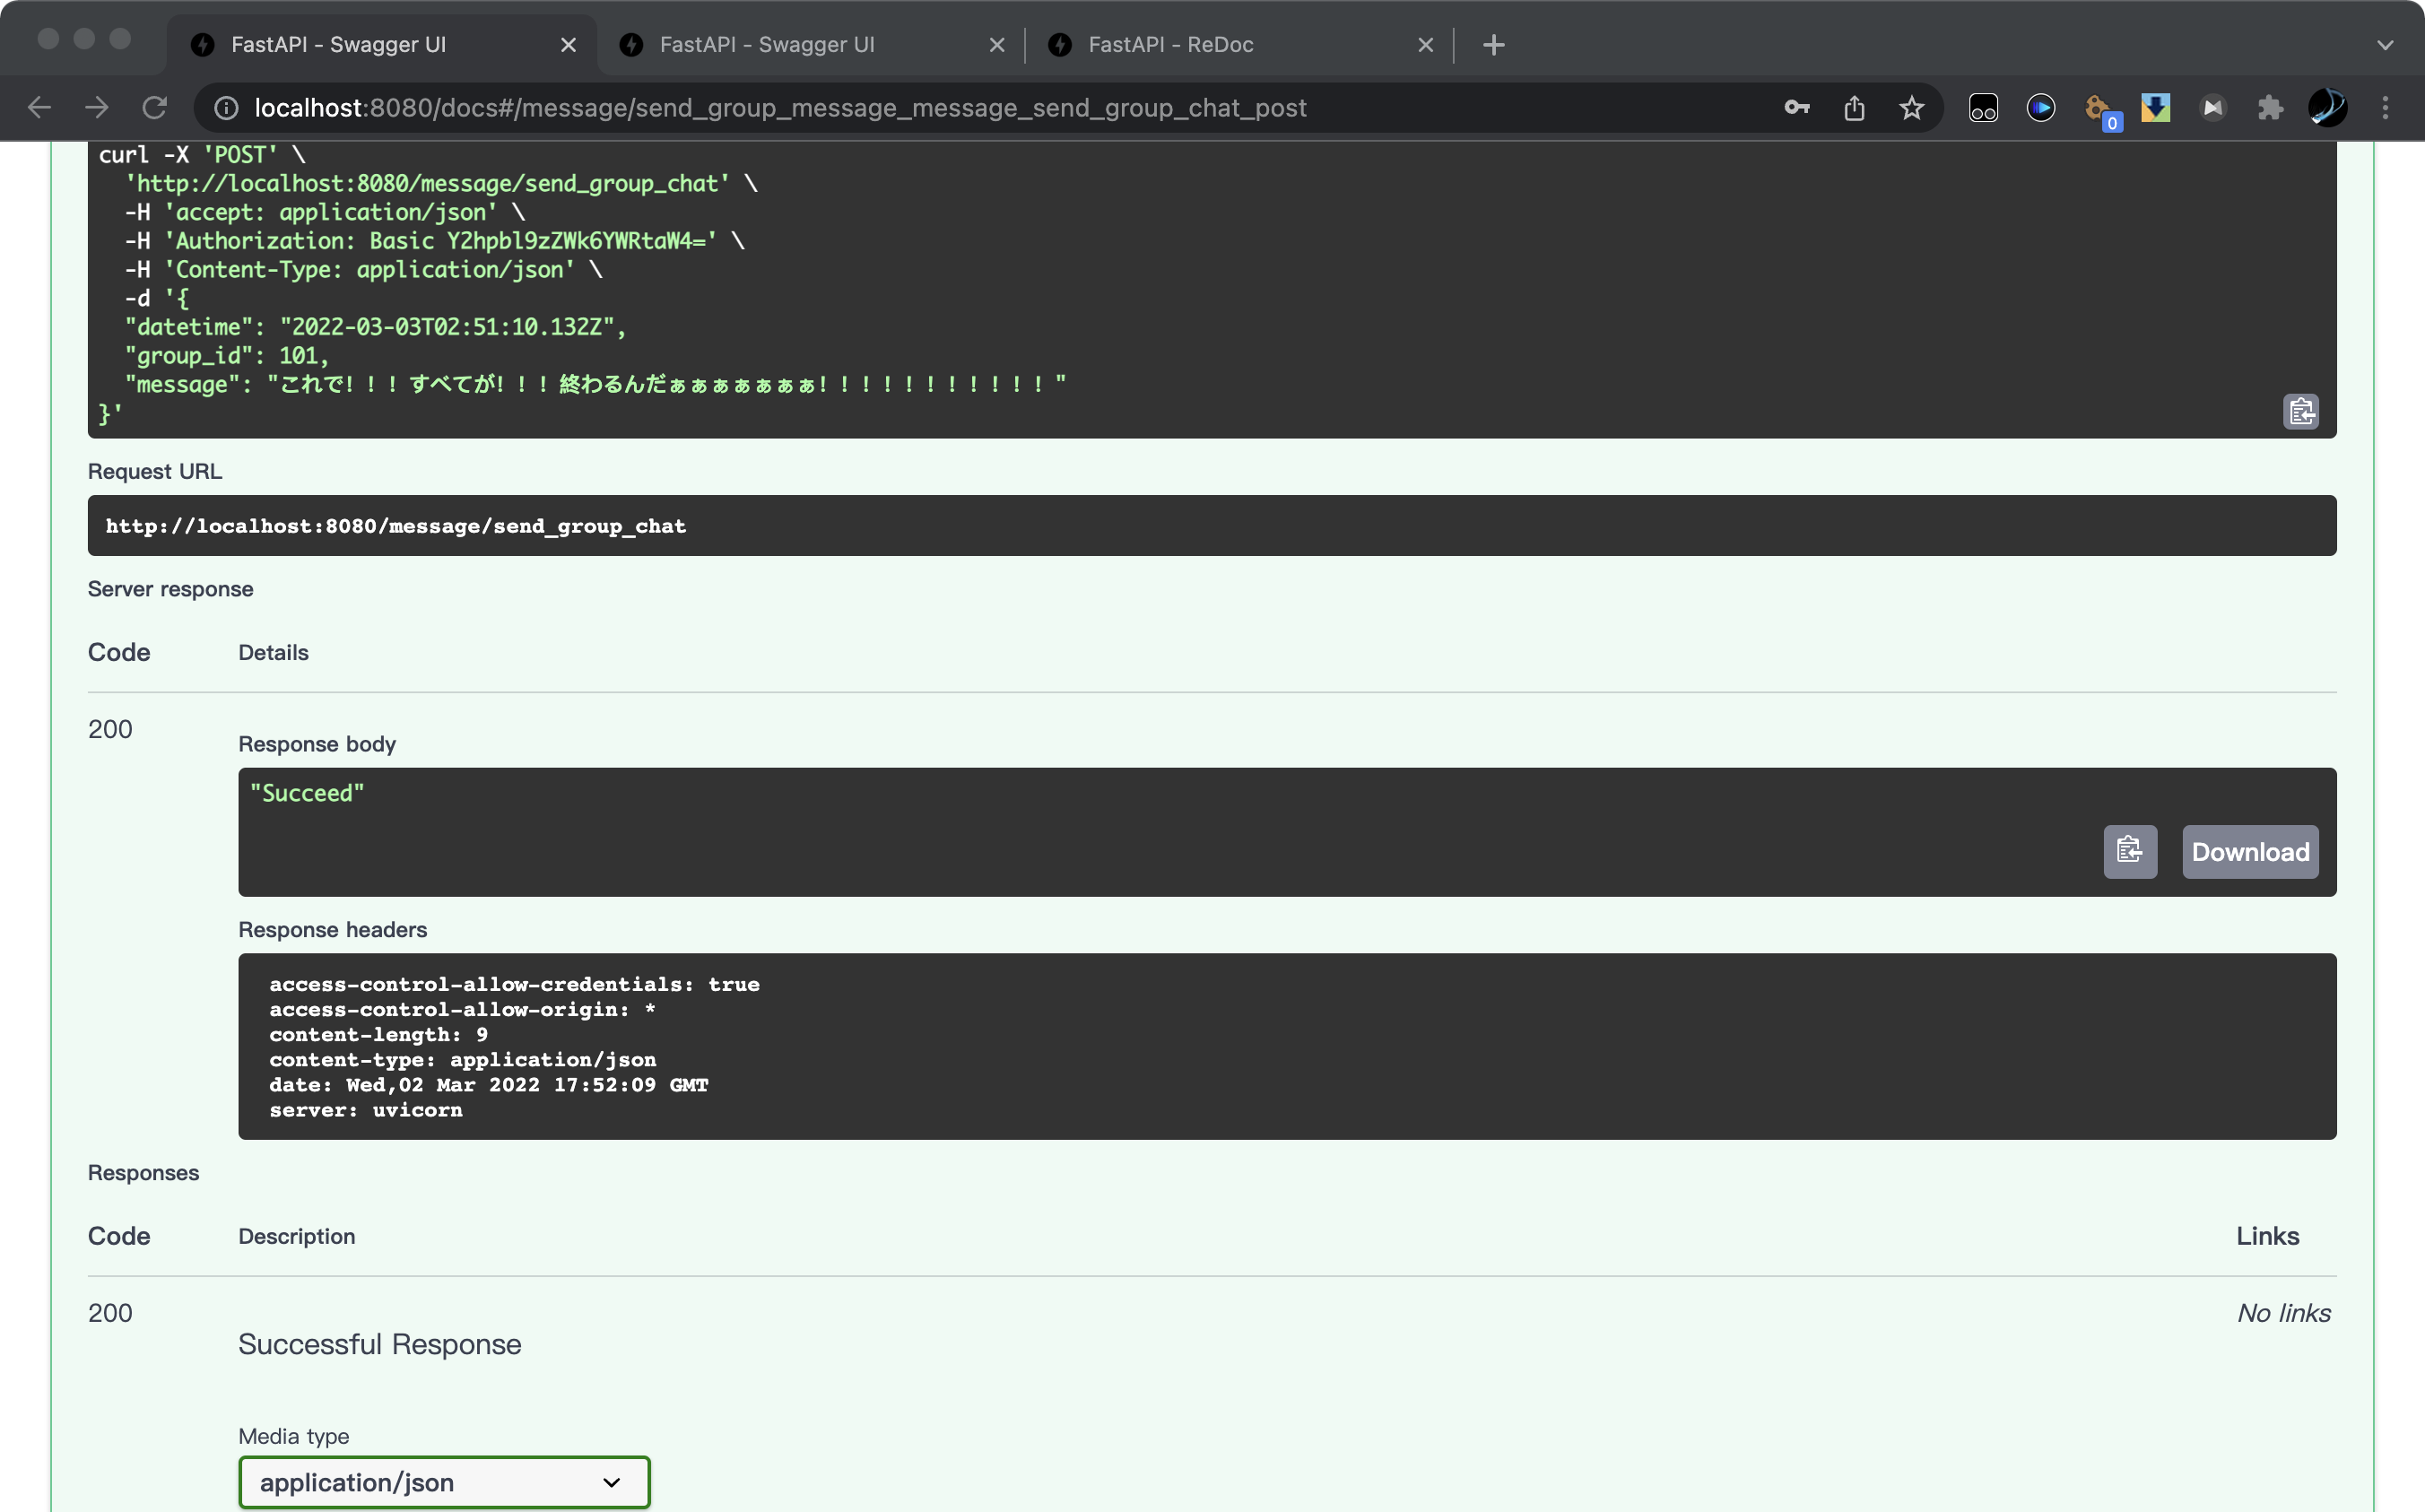 FastAPI - Swagger UI
FastAPI - Swagger UI
FastAPI - ReDoc
localhost:8080/docs#/message/send_group_message_message_send_group_chat_post
0
curl -X 'POST' \
'http://localhost:8080/message/send_group_chat' \
-H 'accept: application/json' \
-H 'Authorization: Basic Y2hpbl9zZWk6YWRtaW4=' \
-H 'Content-Type: application/json' \
-d '{
"datetime": "2022-03-03T02:51:10.132Z",
"group_id": 101,
"message": "これで！！！すべてが！！！終わるんだぁぁぁぁぁぁぁ！！！！！！！！！！！"
}'
Request URL
http://localhost:8080/message/send_group_chat
Server response
Code Details
200
Response body
"Succeed"
Download
Response headers
access-control-allow-credentials: true
access-control-allow-origin: *
content-length: 9
content-type: application/json
date: Wed,02 Mar 2022 17:52:09 GMT
server: uvicorn
Responses
Code Description Links
200 No links
Successful Response
Media type
application/json